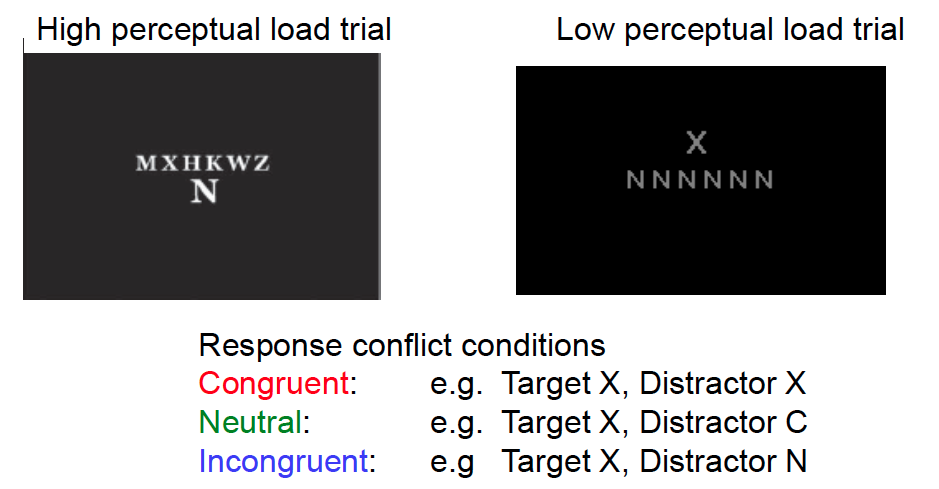 High perceptual load trial
Low perceptual load trial
MXHKWZ
N
X
NNNNNN
Response conflict conditions
Congruent: e.g. Target X, Distractor X
Neutral: e.g. Target X, Distractor C
Incongruent: e.g Target X, Distractor N